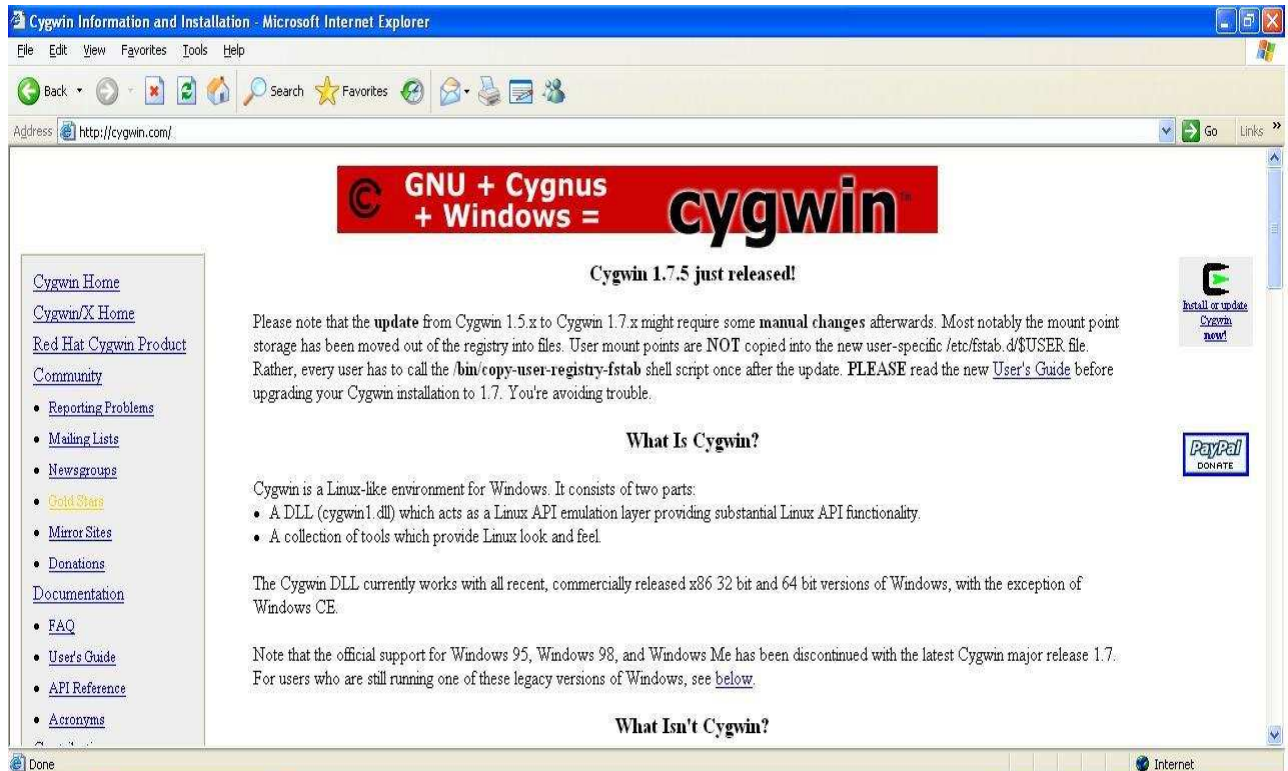 Cygwin Information and Installation - Microsoft Internet Explorer
File Edit View Favorites Tools Help
Back Search Favorites
Address http://cygwin.com/ Go Links »
GNU + Cygnus
+ Windows =
cygwin™
Cygwin Home
Cygwin/X Home
Red Hat Cygwin Product
Community
• Reporting Problems
• Mailing Lists
• Newsgroups
• Gold Stars
• Mirror Sites
• Donations
Documentation
• FAQ
• User's Guide
• API Reference
• Acronyms
Cygwin 1.7.5 just released!
Please note that the update from Cygwin 1.5.x to Cygwin 1.7.x might require some manual changes afterwards. Most notably the mount point
storage has been moved out of the registry into files. User mount points are NOT copied into the new user-specific /etc/fstab.d/$USER file.
Rather, every user has to call the /bin/copy-user-registry-fstab shell script once after the update. PLEASE read the new User's Guide before
upgrading your Cygwin installation to 1.7. You're avoiding trouble.
What Is Cygwin?
Cygwin is a Linux-like environment for Windows. It consists of two parts:
• A DLL (cygwin1.dll) which acts as a Linux API emulation layer providing substantial Linux API functionality.
• A collection of tools which provide Linux look and feel.
The Cygwin DLL currently works with all recent, commercially released x86 32 bit and 64 bit versions of Windows, with the exception of
Windows CE.
Note that the official support for Windows 95, Windows 98, and Windows Me has been discontinued with the latest Cygwin major release 1.7.
For users who are still running one of these legacy versions of Windows, see below.
What Isn't Cygwin?
Install or update
Cygwin
now!
PayPal
DONATE
Done
Internet